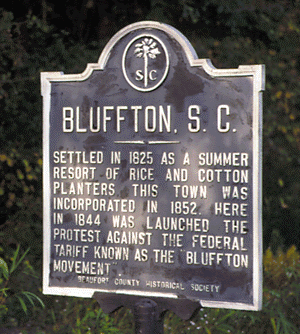 S C
BLUFFTON, S. C.
SETTLED IN 1825 AS A SUMMER
RESORT OF RICE AND COTTON
PLANTERS, THIS TOWN WAS
INCORPORATED IN 1852. HERE
IN 1844 WAS LAUNCHED THE
PROTEST AGAINST THE FEDERAL
TARIFF KNOWN AS THE "BLUFFTON
MOVEMENT".
BEAUFORT COUNTY HISTORICAL SOCIETY